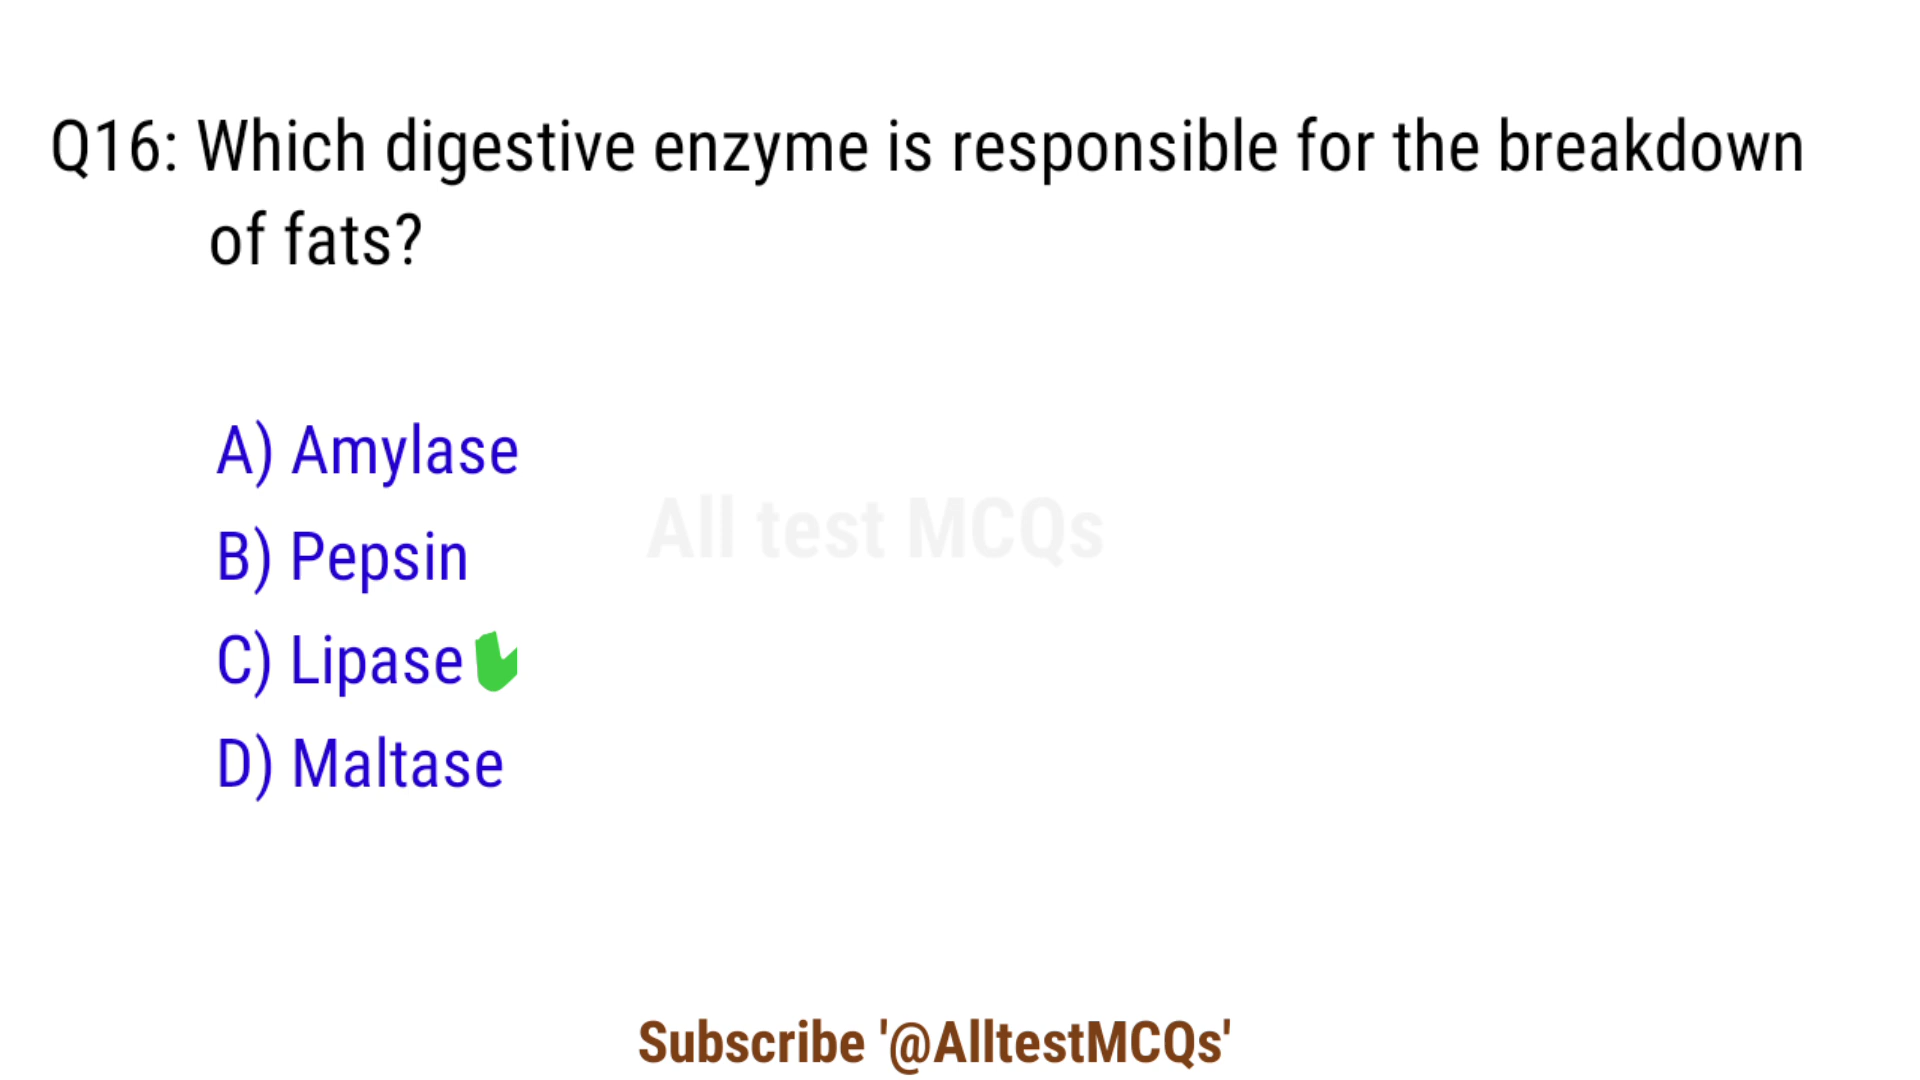 Q16: Which digestive enzyme is responsible for the breakdown
of fats?
A) Amylase
All test MCQs
B) Pepsin
C) Lipase
D) Maltase
Subscribe '@AlltestMCQs'